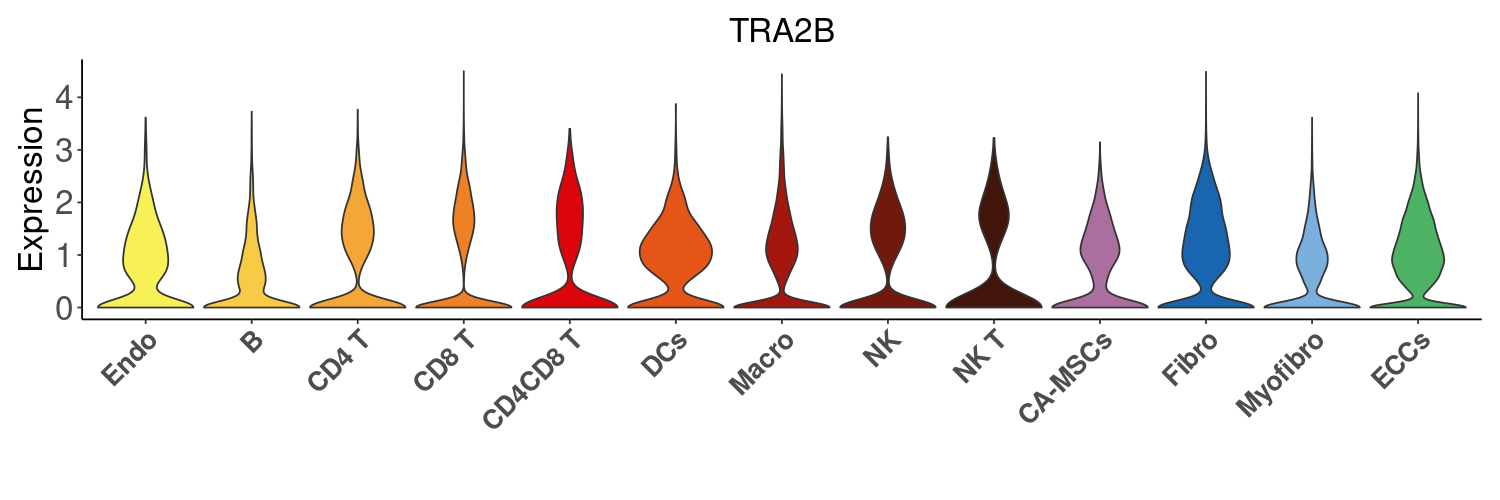 TRA2B
Expression
4
3
2
1
0
Endo
B
CD4 T
CD8 T
CD4CD8 T
DCs
Macro
NK
NK T
CA-MSCs
Fibro
Myofibro
ECCs